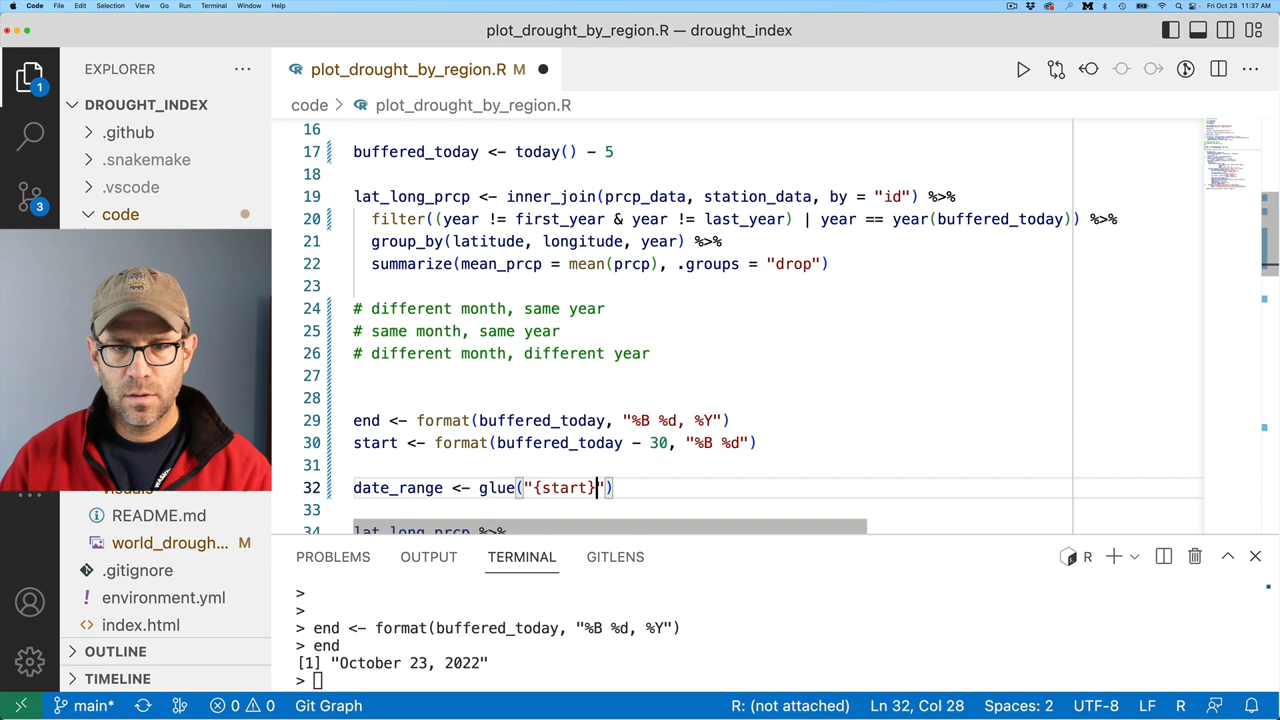 Code File Edit Selection View Go Run Terminal Window Help Fri Oct 28 11:37 AM
plot_drought_by_region.R — drought_index
EXPLORER
plot_drought_by_region.R M
DROUGHT_INDEX
code > plot_drought_by_region.R
.github
.snakemake
.vscode
code
1
3
16
17 buffered_today <- today() - 5
18
19 lat_long_prcp <- inner_join(prcp_data, station_data, by = "id") %>%
20 filter((year != first_year & year != last_year) | year == year(buffered_today)) %>%
21 group_by(latitude, longitude, year) %>%
22 summarize(mean_prcp = mean(prcp), .groups = "drop")
23
24 # different month, same year
25 # same month, same year
26 # different month, different year
27
28
29 end <- format(buffered_today, "%B %d, %Y")
30 start <- format(buffered_today - 30, "%B %d")
31
32 date_range <- glue("{start}")
33
34 lat_long_prcp %>%
README.md
world_drough... M
.gitignore
environment.yml
index.html
OUTLINE
TIMELINE
PROBLEMS OUTPUT TERMINAL GITLENS
R
>
>
> end <- format(buffered_today, "%B %d, %Y")
> end
[1] "October 23, 2022"
>
main* 0 0 Git Graph R: (not attached) Ln 32, Col 28 Spaces: 2 UTF-8 LF R